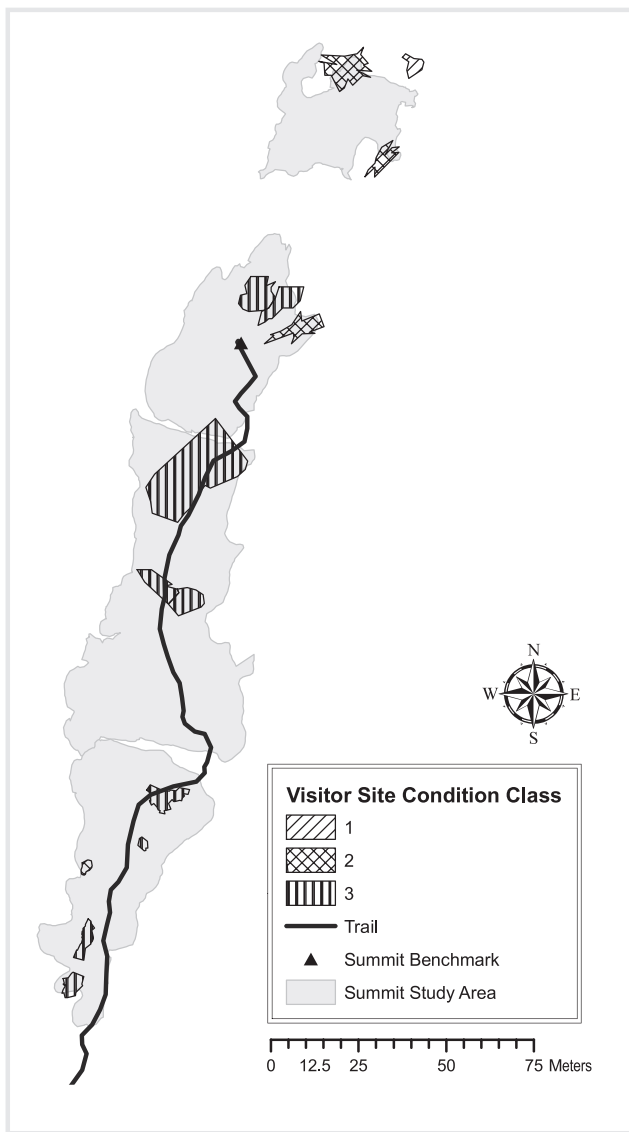 N
W E
S
Visitor Site Condition Class
1
2
3
Trail
Summit Benchmark
Summit Study Area
0 12.5 25 50 75 Meters